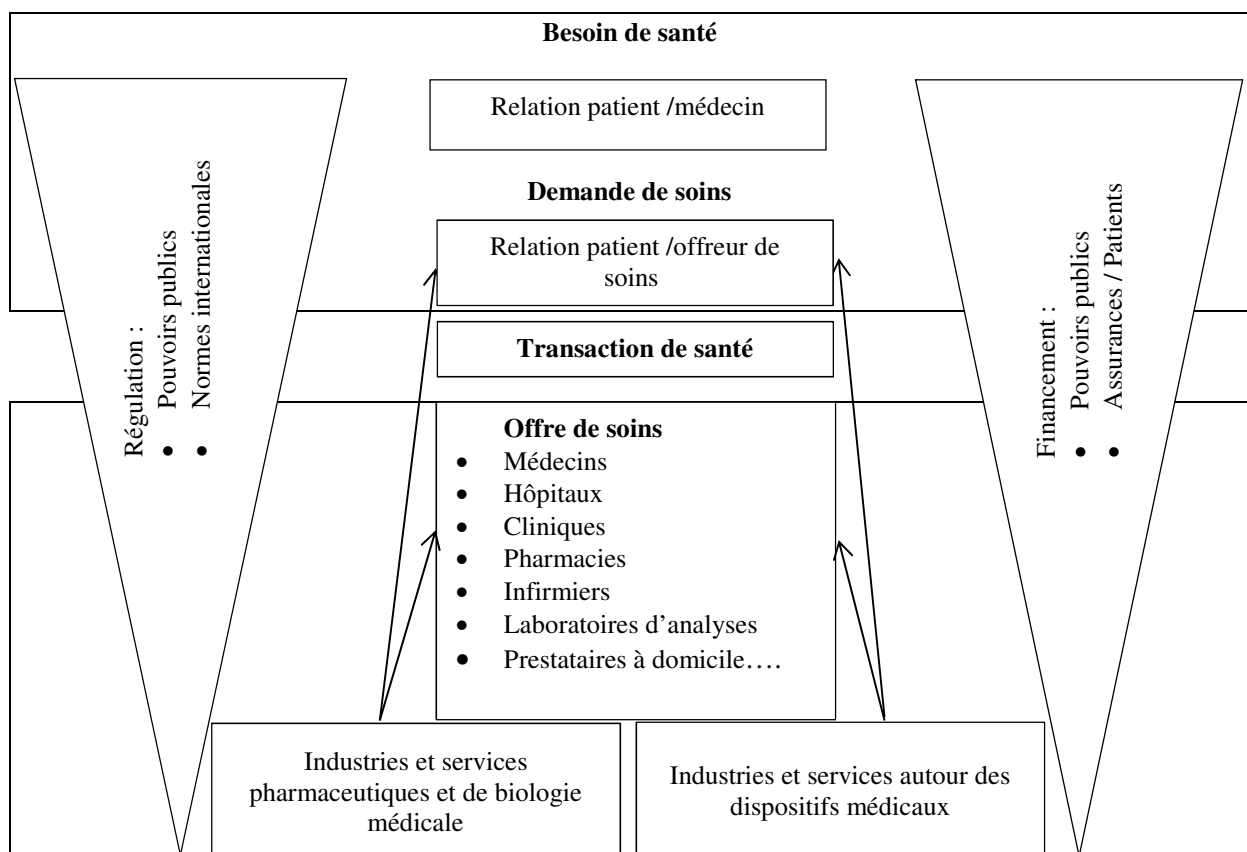 Besoin de santé
Relation patient /médecin
Demande de soins
Relation patient /offreur de
soins
Transaction de santé
Régulation :
• Pouvoirs publics
• Normes internationales
Financement :
• Pouvoirs publics
• Assurances / Patients
Offre de soins
• Médecins
• Hôpitaux
• Cliniques
• Pharmacies
• Infirmiers
• Laboratoires d’analyses
• Prestataires à domicile….
Industries et services
pharmaceutiques et de biologie
médicale
Industries et services autour des
dispositifs médicaux